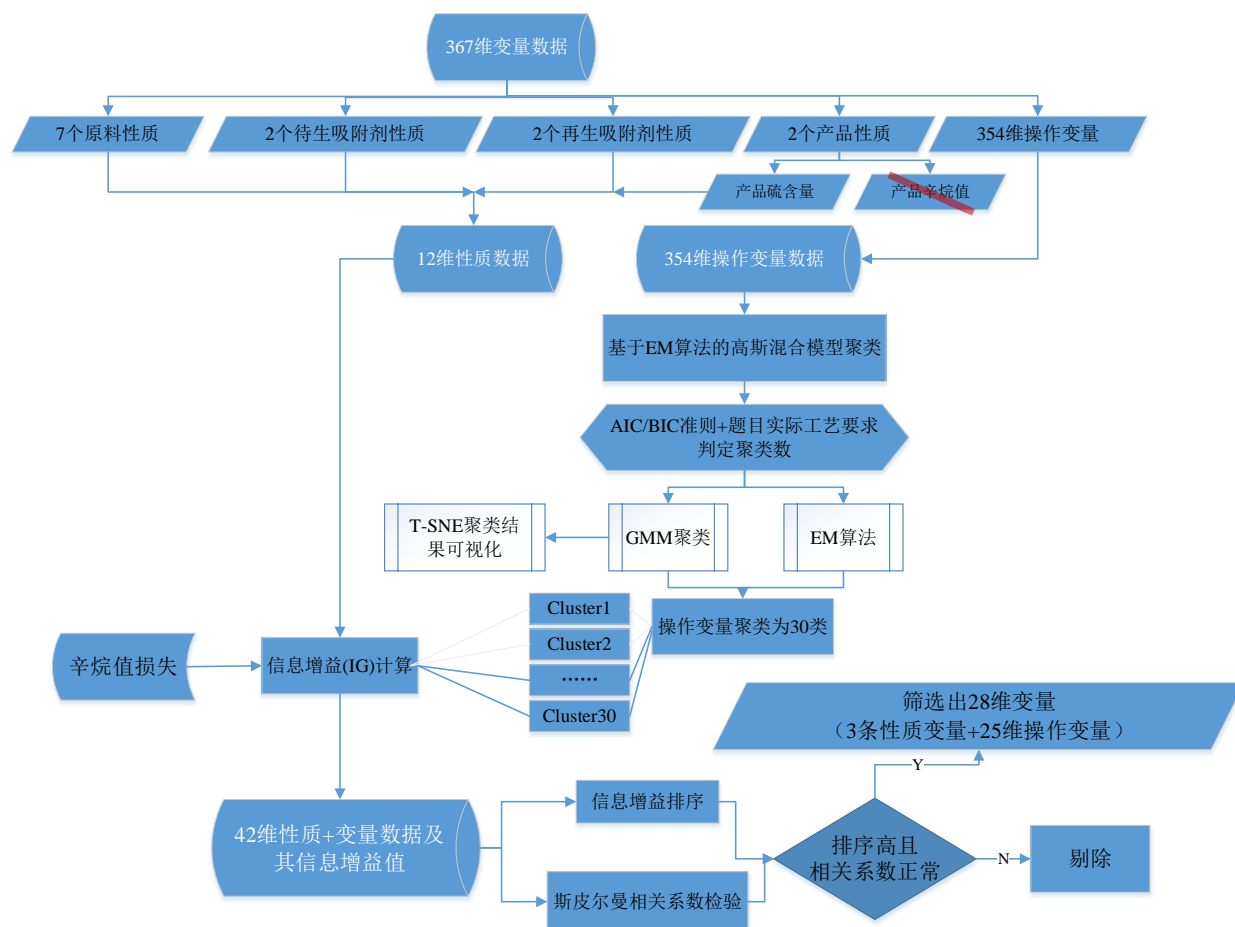 367维变量数据
7个原料性质
2个待生吸附剂性质
2个再生吸附剂性质
2个产品性质
354维操作变量
产品硫含量
产品辛烷值
12维性质数据
354维操作变量数据
基于EM算法的高斯混合模型聚类
AIC/BIC准则+题目实际工艺要求
判定聚类数
T-SNE聚类结
果可视化
GMM聚类
EM算法
Cluster1
Cluster2
……
Cluster30
操作变量聚类为30类
辛烷值损失
信息增益(IG)计算
筛选出28维变量
（3条性质变量+25维操作变量）
Y
42维性质+变量数据及
其信息增益值
信息增益排序
斯皮尔曼相关系数检验
排序高且
相关系数正常
N
剔除